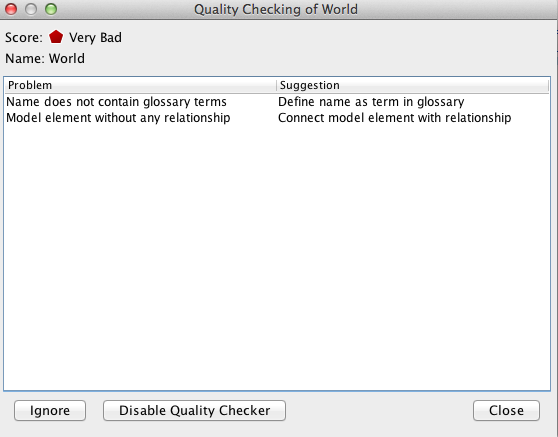 Quality Checking of World
Score: Very Bad
Name: World
Problem Suggestion
Name does not contain glossary terms Define name as term in glossary
Model element without any relationship Connect model element with relationship
Ignore Disable Quality Checker Close